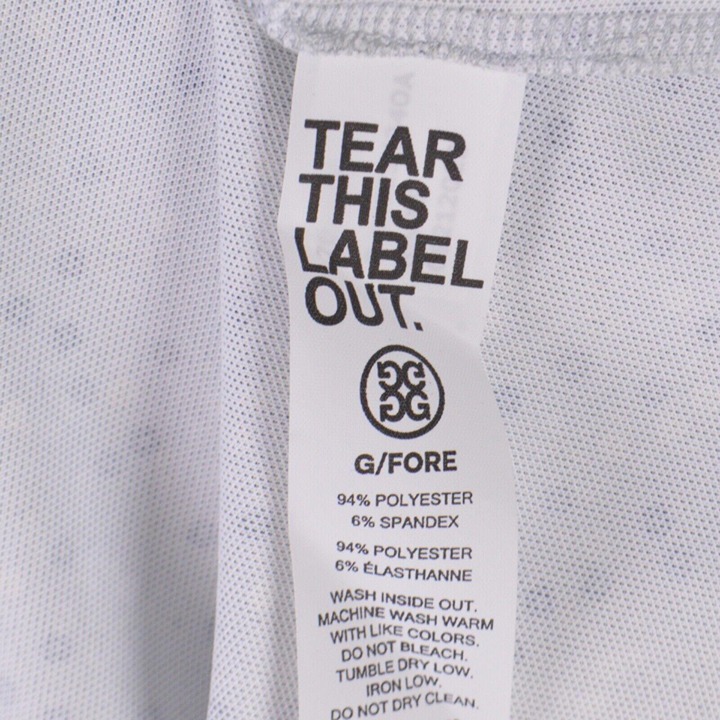 TEAR
THIS
LABEL
OUT.
G/FORE
94% POLYESTER
6% SPANDEX
94% POLYESTER
6% ÉLASTHANNE
WASH INSIDE OUT.
MACHINE WASH WARM
WITH LIKE COLORS.
DO NOT BLEACH.
TUMBLE DRY LOW.
IRON LOW.
DO NOT DRY CLEAN.